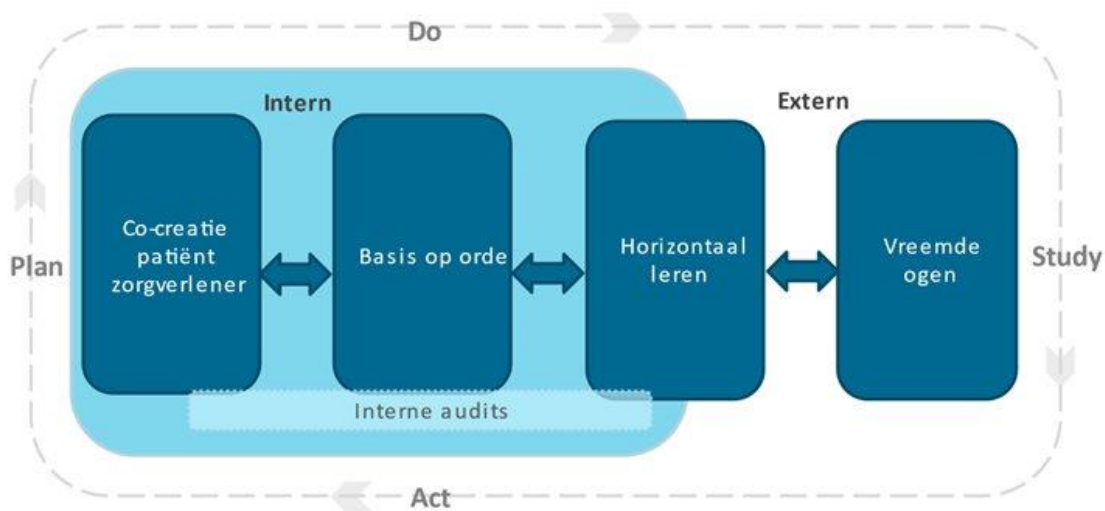 Do
Intern
Extern
Co-creatie
patiënt
zorgverlener
Basis op orde
Horizontaal
leren
Vreemde
ogen
Plan
Study
Interne audits
Act